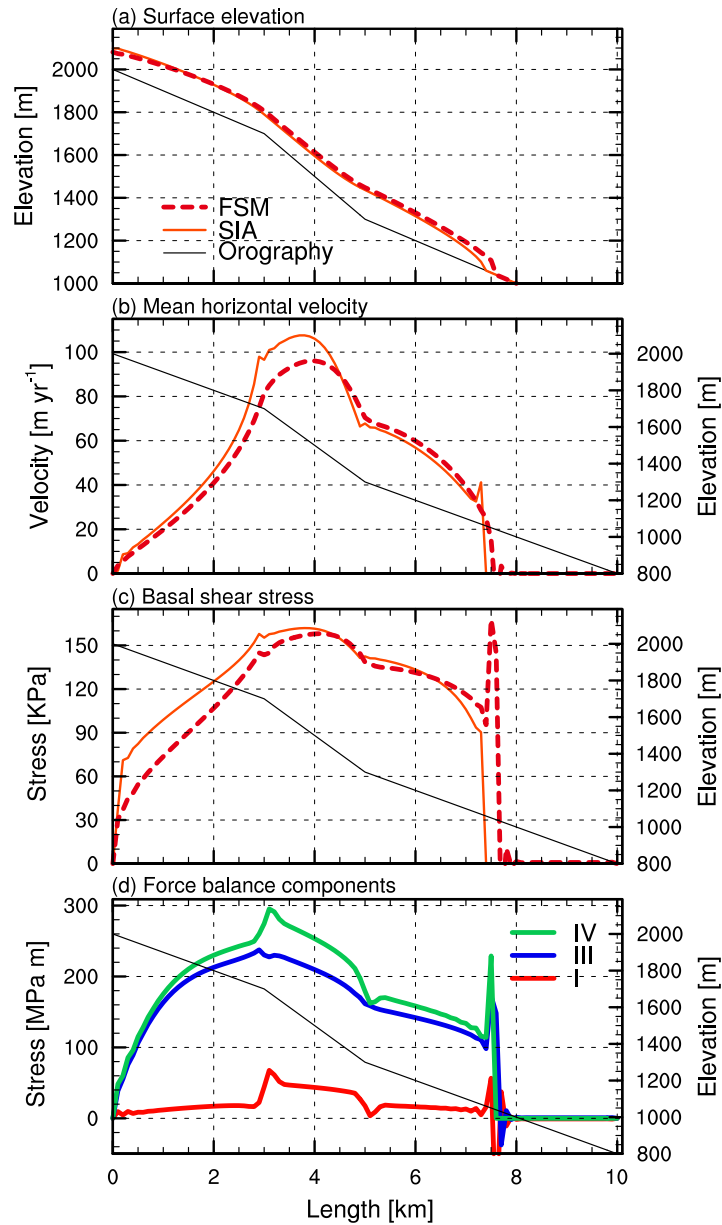 (a) Surface elevation
Elevation [m]
2000
1800
1600
1400
1200
1000
FSM
SIA
Orography
(b) Mean horizontal velocity
Velocity [m yr⁻¹]
100
80
60
40
20
0
2000
1800
1600
1400
1200
1000
800
Elevation [m]
(c) Basal shear stress
Stress [KPa]
150
120
90
60
30
0
2000
1800
1600
1400
1200
1000
800
Elevation [m]
(d) Force balance components
Stress [MPa m]
300
200
100
0
IV
III
I
2000
1800
1600
1400
1200
1000
800
Elevation [m]
0 2 4 6 8 10
Length [km]